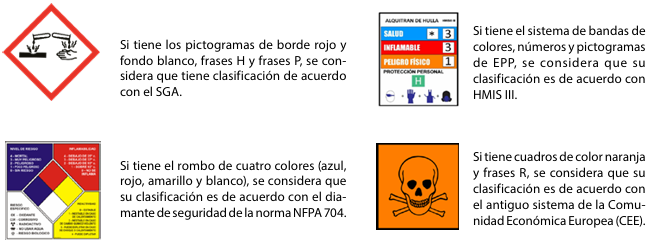 Si tiene los pictogramas de borde rojo y
fondo blanco, frases H y frases P, se con-
sidera que tiene clasificación de acuerdo
con el SGA.
ALQUITRAN DE HULLA
SALUD * 3
INFLAMABLE 3
PELIGRO FÍSICO 1
PROTECCIÓN PERSONAL
H
Si tiene el sistema de bandas de
colores, números y pictogramas
de EPP, se considera que su
clasificación es de acuerdo con
HMIS III.
NIVEL DE RIESGO
INFLAMABILIDAD
RIESGO
ESPECIFICO
Si tiene el rombo de cuatro colores (azul,
rojo, amarillo y blanco), se considera que
su clasificación es de acuerdo con el dia-
mante de seguridad de la norma NFPA 704.
Si tiene cuadros de color naranja
y frases R, se considera que su
clasificación es de acuerdo con
el antiguo sistema de la Comu-
nidad Económica Europea (CEE).